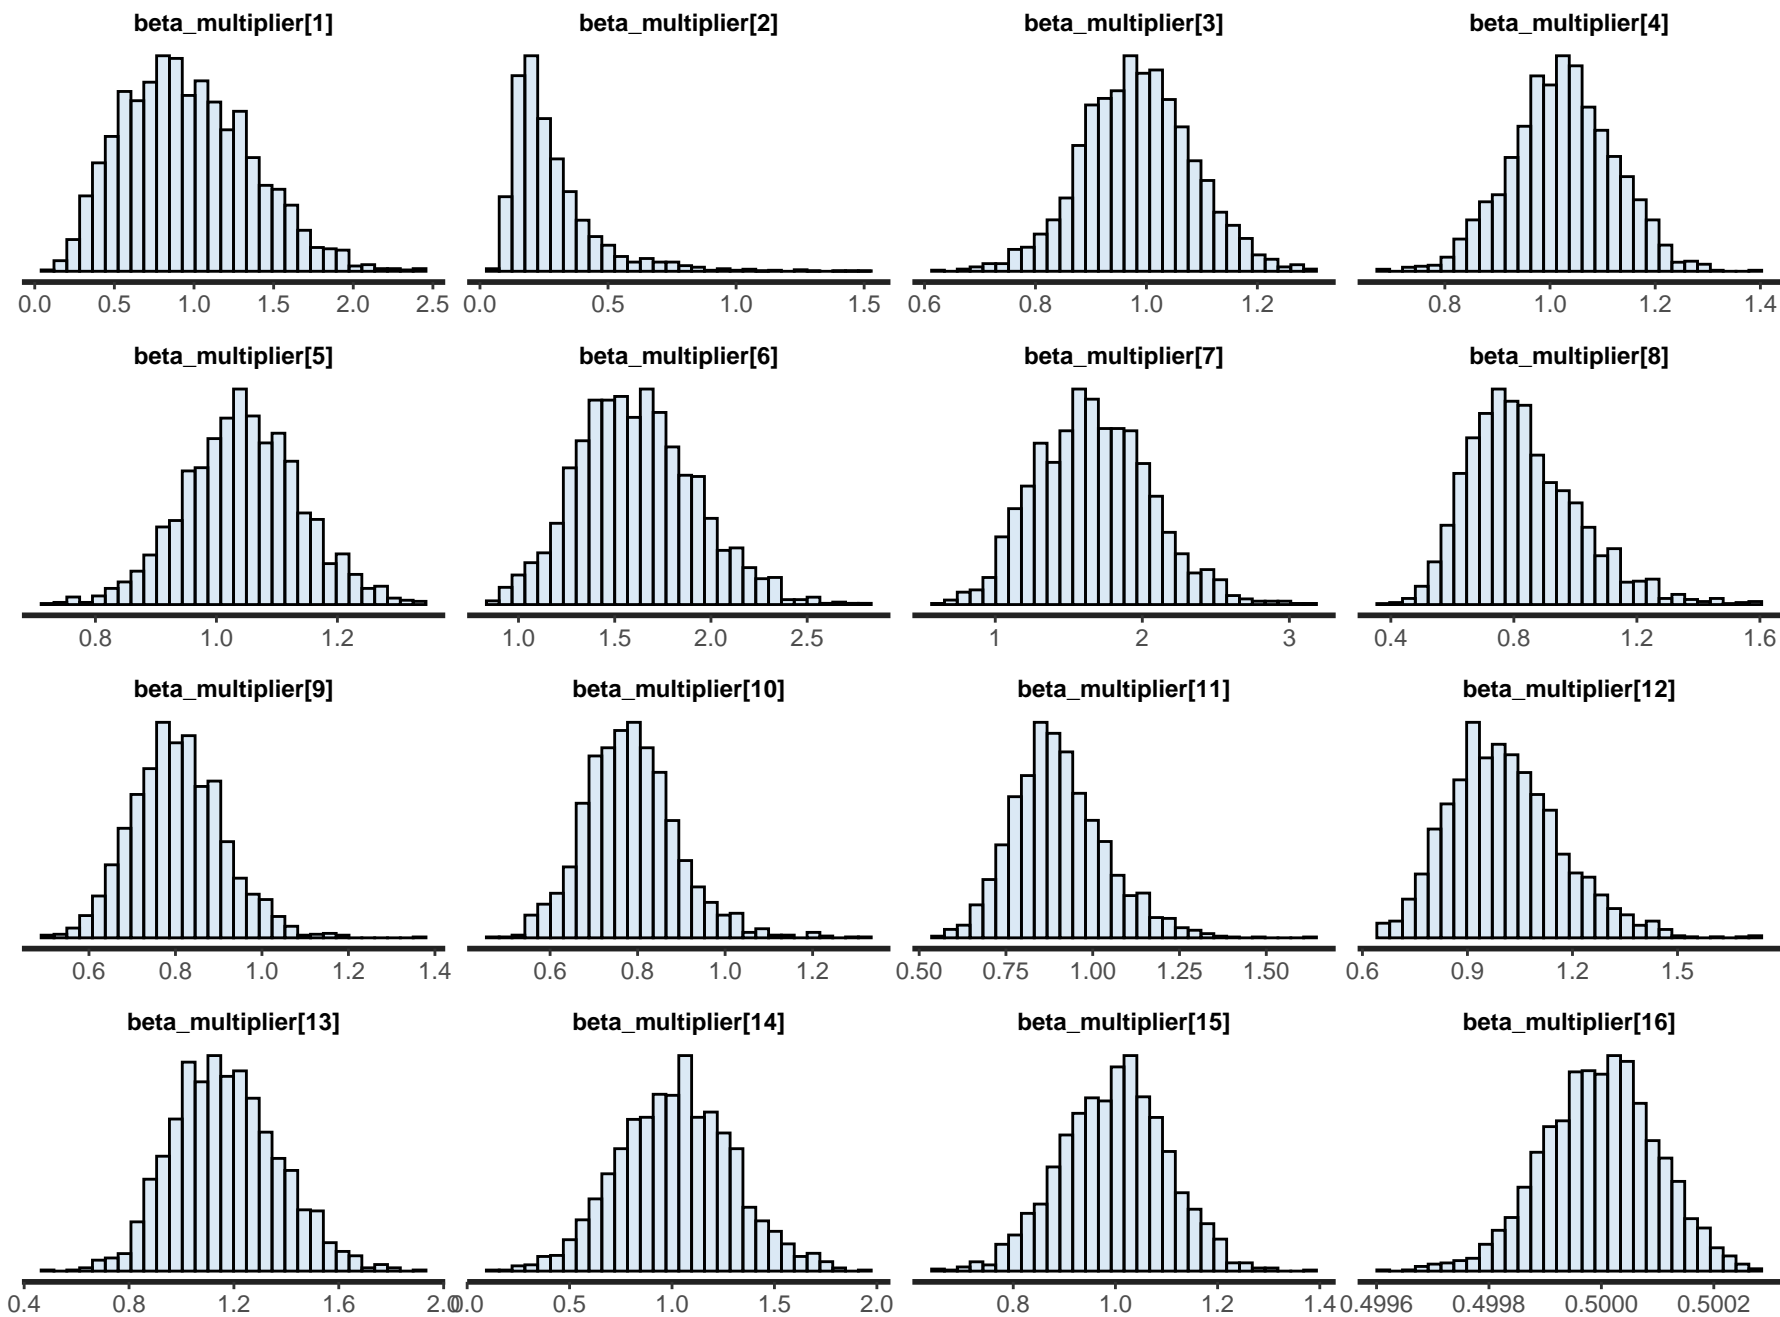 beta_multiplier[1] beta_multiplier[2] beta_multiplier[3] beta_multiplier[4]
0.0 0.5 1.0 1.5 2.0 2.5 0.0 0.5 1.0 1.5 0.6 0.8 1.0 1.2 0.8 1.0 1.2 1.4
beta_multiplier[5] beta_multiplier[6] beta_multiplier[7] beta_multiplier[8]
0.8 1.0 1.2 1.0 1.5 2.0 2.5 1 2 3 0.4 0.8 1.2 1.6
beta_multiplier[9] beta_multiplier[10] beta_multiplier[11] beta_multiplier[12]
0.6 0.8 1.0 1.2 1.4 0.6 0.8 1.0 1.2 0.50 0.75 1.00 1.25 1.50 0.6 0.9 1.2 1.5
beta_multiplier[13] beta_multiplier[14] beta_multiplier[15] beta_multiplier[16]
0.4 0.8 1.2 1.6 2.0 0.0 0.5 1.0 1.5 2.0 0.8 1.0 1.2 1.4 0.4996 0.4998 0.5000 0.5002